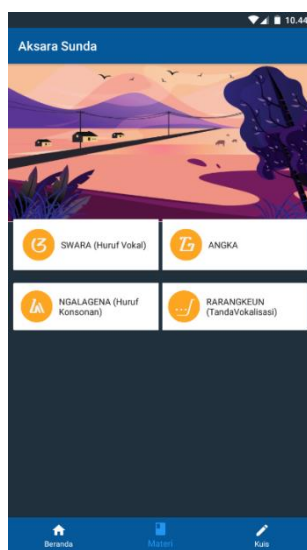 10.44
Aksara Sunda
SWARA (Huruf Vokal)
ANGKA
NGALAGENA (Huruf
Konsonan)
RARANGKEUN
(TandaVokalisasi)
Beranda
Materi
Kuis